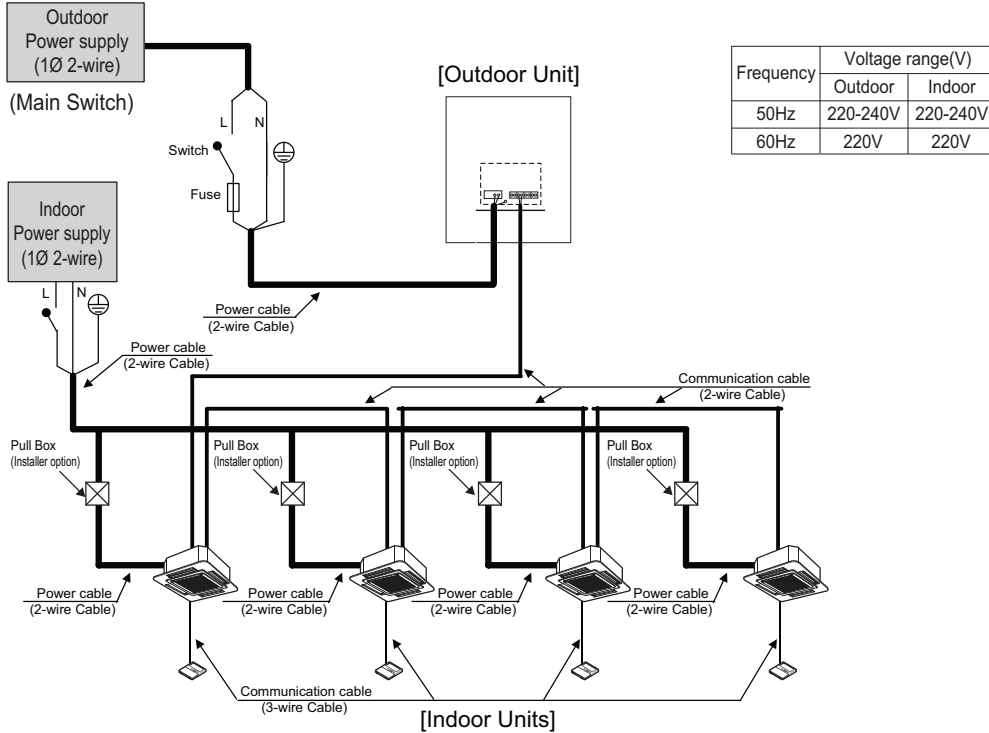 Outdoor
Power supply
(1Ø 2-wire)
(Main Switch)
L
N
Switch
Fuse
[Outdoor Unit]
Frequency
Voltage range(V)
Outdoor
Indoor
50Hz
220-240V
220-240V
60Hz
220V
220V
Indoor
Power supply
(1Ø 2-wire)
L
N
Power cable
(2-wire Cable)
Power cable
(2-wire Cable)
Communication cable
(2-wire Cable)
Pull Box
(Installer option)
Pull Box
(Installer option)
Pull Box
(Installer option)
Pull Box
(Installer option)
Power cable
(2-wire Cable)
Power cable
(2-wire Cable)
Power cable
(2-wire Cable)
Power cable
(2-wire Cable)
Communication cable
(3-wire Cable)
[Indoor Units]